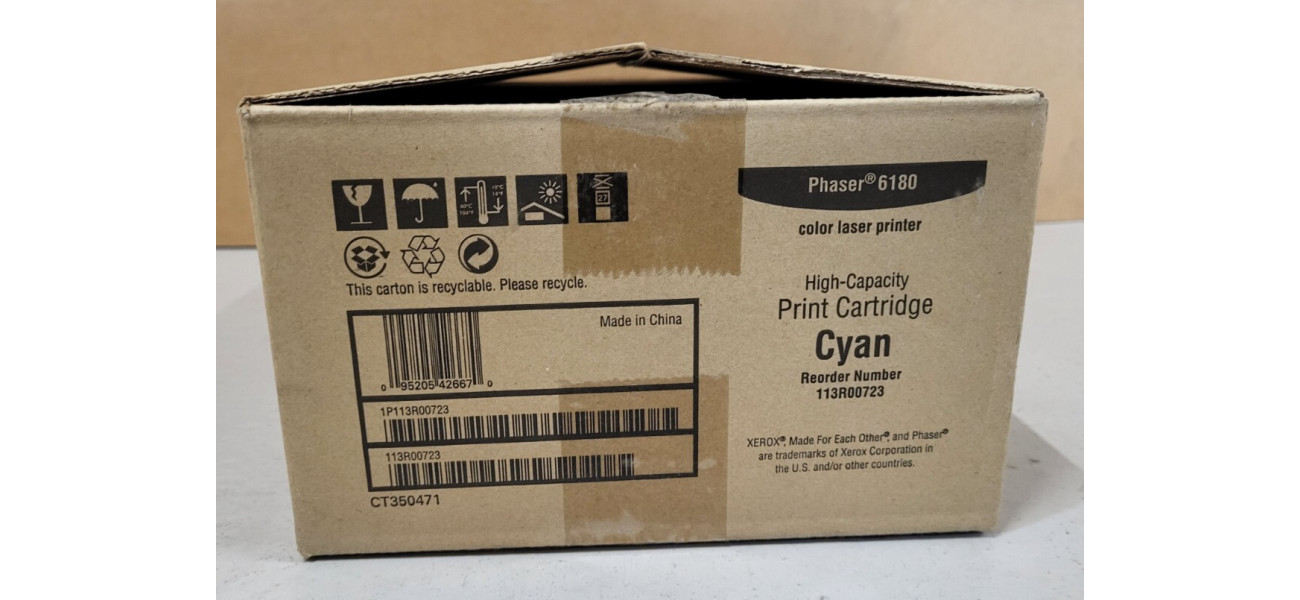 Phaser® 6180
color laser printer
High-Capacity
Print Cartridge
Cyan
Reorder Number
113R00723
XEROX®, Made For Each Other®, and Phaser®
are trademarks of Xerox Corporation in
the U.S. and/or other countries.
27
This carton is recyclable. Please recycle.
Made in China
0 95205 42667 0
1P113R00723
113R00723
CT350471